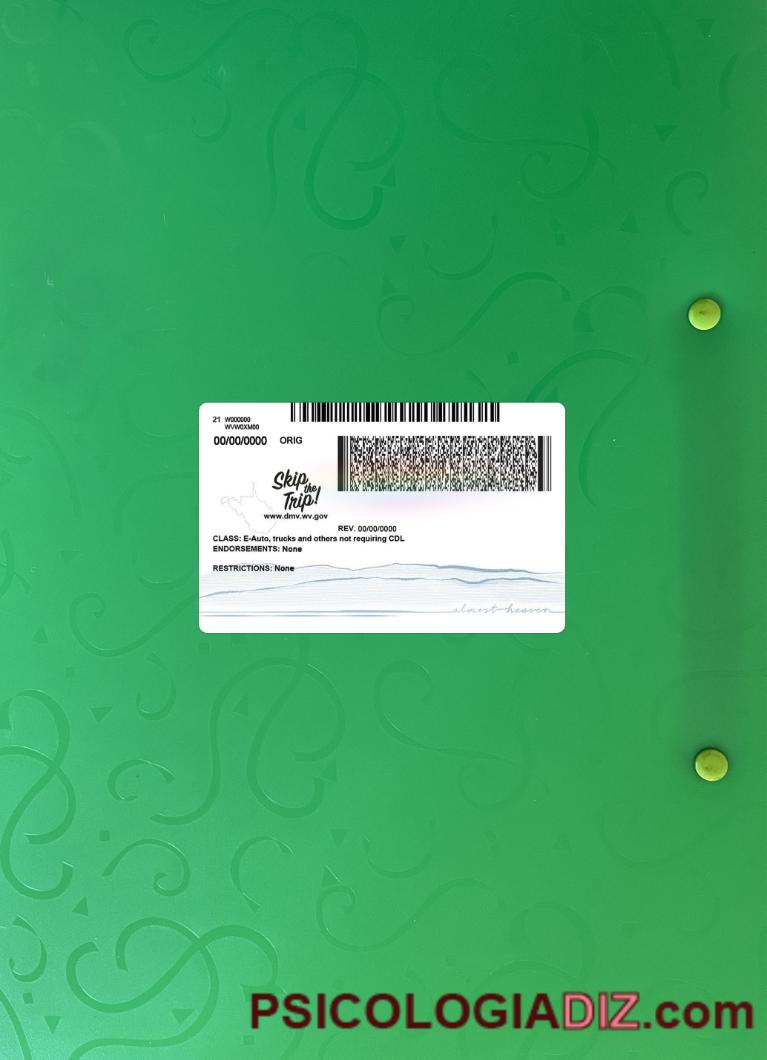 21 W000000
WVW0XM00
00/00/0000 ORIG
Skip
the
Trip!
www.dmv.wv.gov
REV. 00/00/0000
CLASS: E-Auto, trucks and others not requiring CDL
ENDORSEMENTS: None
RESTRICTIONS: None
almost heaven
PSICOLOGIADIZ.com